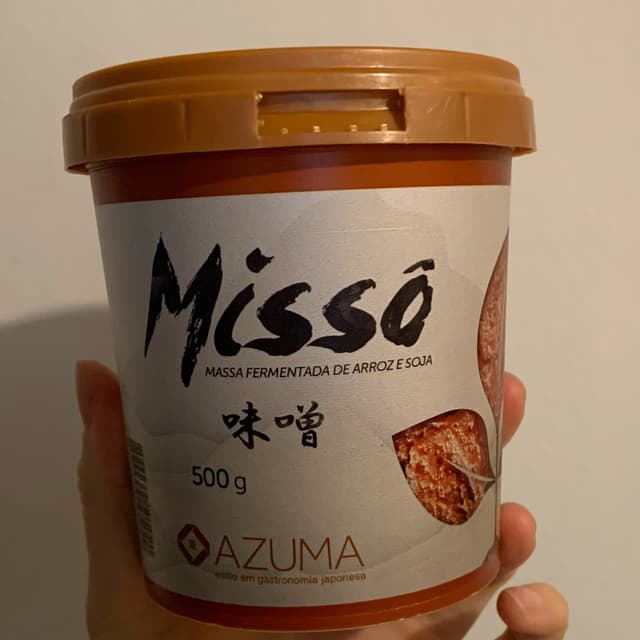 Missô
MASSA FERMENTADA DE ARROZ E SOJA
味噌
500 g
AZUMA
estilo em gastronomia japonesa